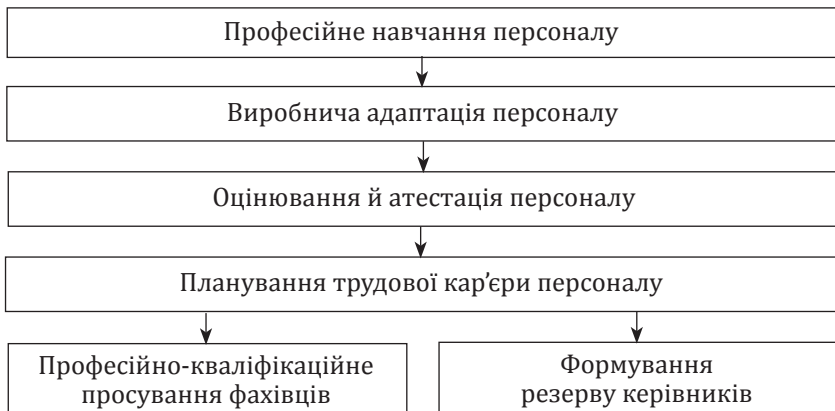 Професійне навчання персоналу
Виробнича адаптація персоналу
Оцінювання й атестація персоналу
Планування трудової кар'єри персоналу
Професійно-кваліфікаційне
просування фахівців
Формування
резерву керівників